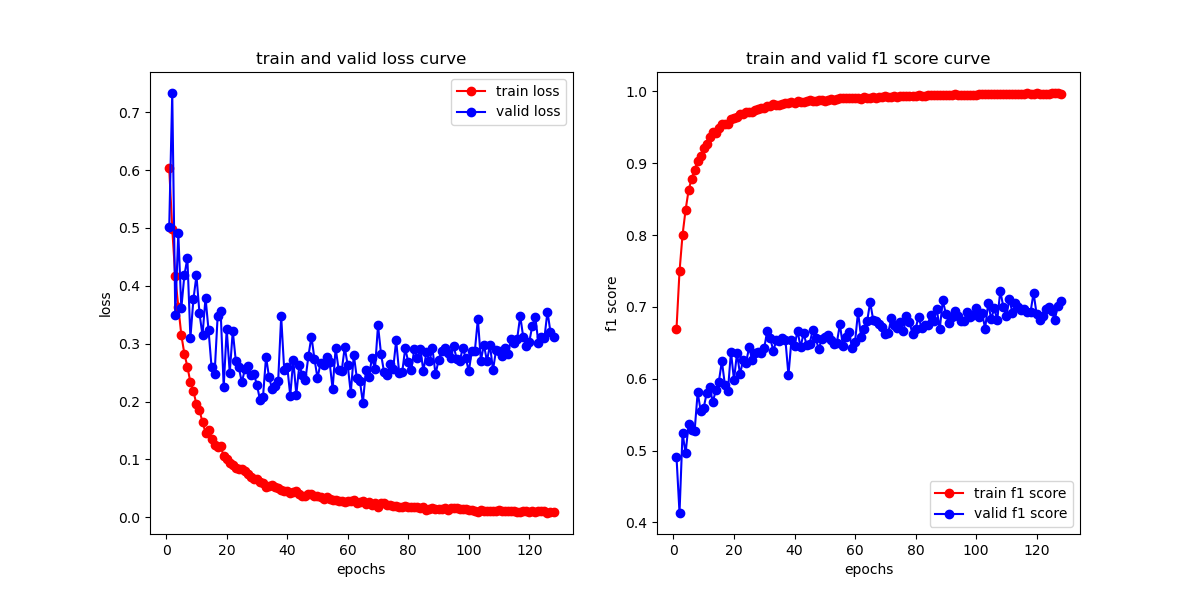 train and valid loss curve
train loss
valid loss
0.7
0.6
0.5
0.4
0.3
0.2
0.1
0.0
loss
0 20 40 60 80 100 120
epochs
train and valid f1 score curve
1.0
0.9
0.8
0.7
0.6
0.5
0.4
f1 score
train f1 score
valid f1 score
0 20 40 60 80 100 120
epochs